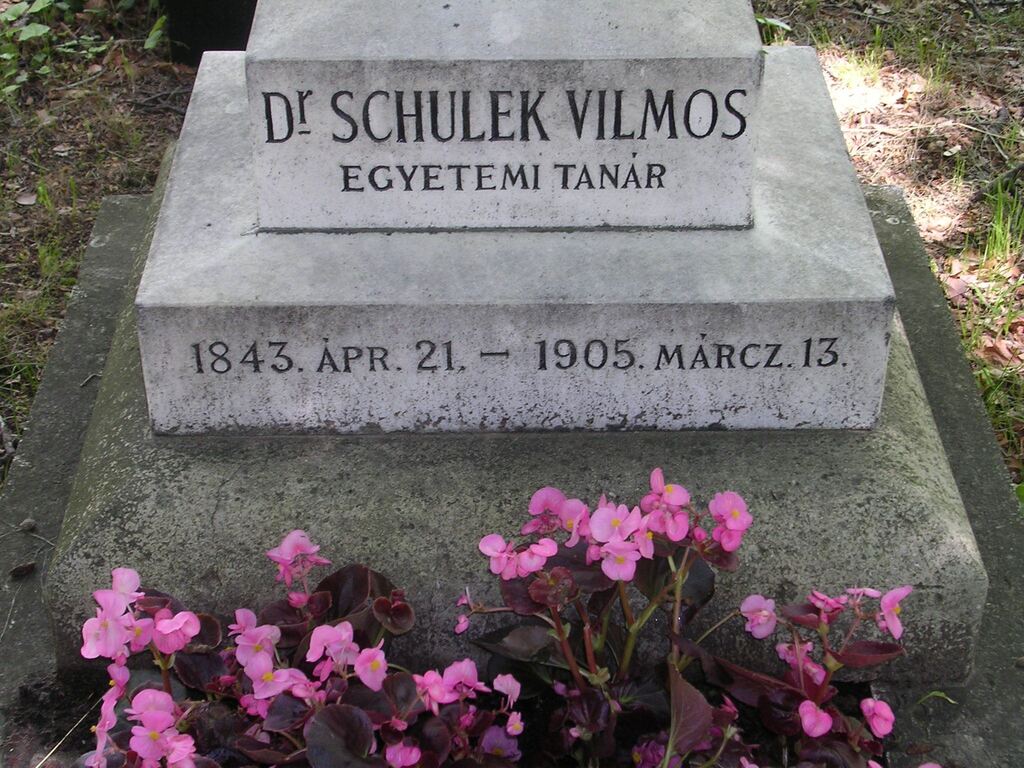 Dr SCHULEK VILMOS
EGYETEMI TANÁR
1843. ÁPR. 21. - 1905. MÁRCZ. 13.